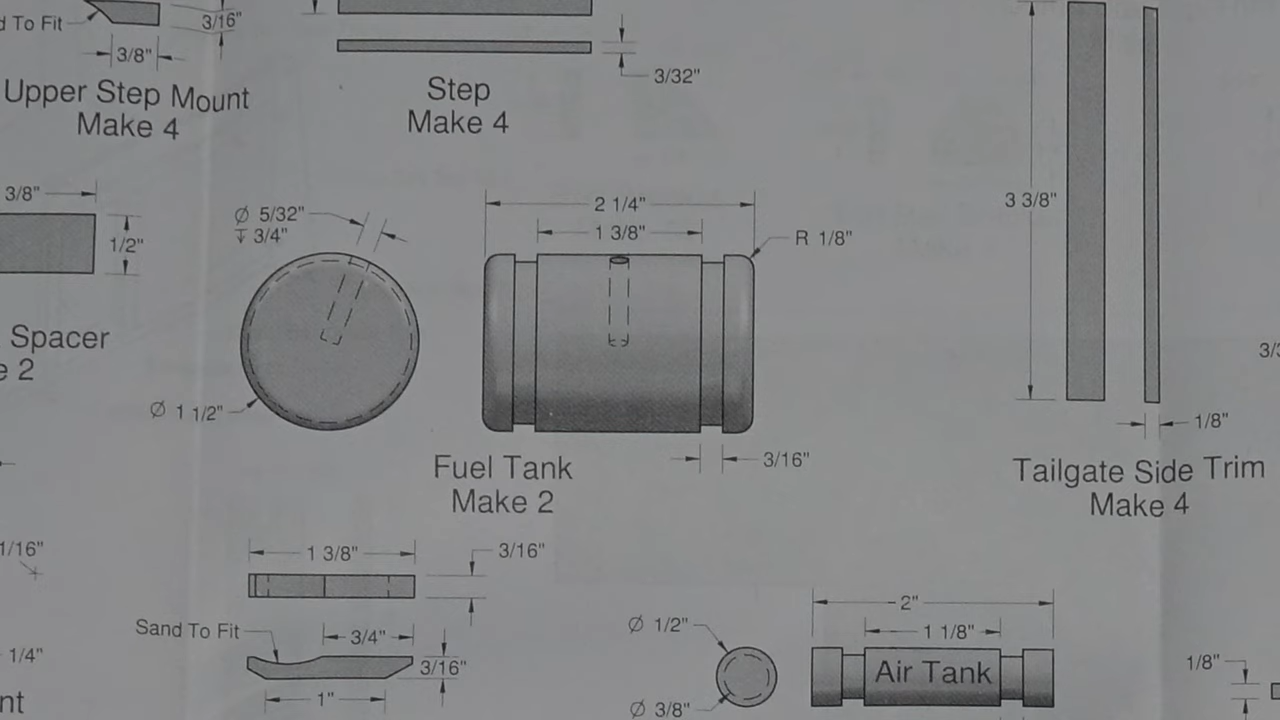 d To Fit
3/16"
3/8"
Upper Step Mount
Make 4
3/32"
Step
Make 4
3/8"
1/2"
Spacer
e 2
Ø 5/32"
↧ 3/4"
Ø 1 1/2"
2 1/4"
1 3/8"
R 1/8"
3/16"
Fuel Tank
Make 2
3 3/8"
1/8"
Tailgate Side Trim
Make 4
1/16"
1/4"
nt
1 3/8"
3/16"
Sand To Fit
3/4"
3/16"
1"
Ø 1/2"
Ø 3/8"
2"
1 1/8"
Air Tank
1/8"